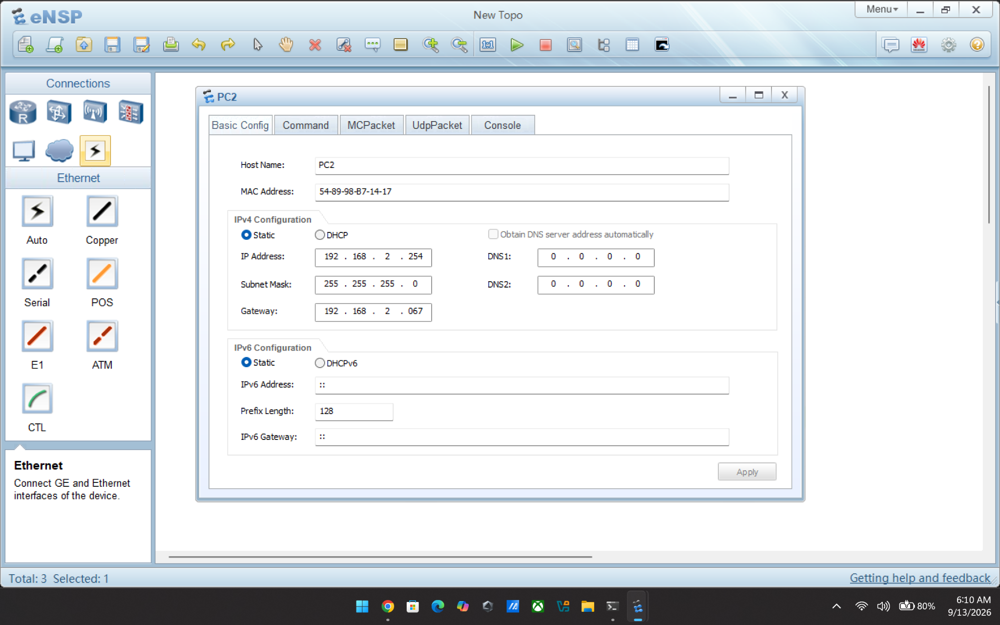 eNSP
New Topo
Menu
1:1
Connections
R
Ethernet
Auto
Copper
Serial
POS
E1
ATM
CTL
Ethernet
Connect GE and Ethernet
interfaces of the device.
PC2
X
Basic Config
Command
MCPacket
UdpPacket
Console
Host Name:
PC2
MAC Address:
54-89-98-B7-14-17
IPv4 Configuration
Static
DHCP
Obtain DNS server address automatically
IP Address:
192 . 168 . 2 . 254
DNS1:
0 . 0 . 0 . 0
Subnet Mask:
255 . 255 . 255 . 0
DNS2:
0 . 0 . 0 . 0
Gateway:
192 . 168 . 2 . 067
IPv6 Configuration
Static
DHCPv6
IPv6 Address:
::
Prefix Length:
128
IPv6 Gateway:
::
Apply
Total: 3 Selected: 1
Getting help and feedback
80%
6:10 AM
9/13/2026